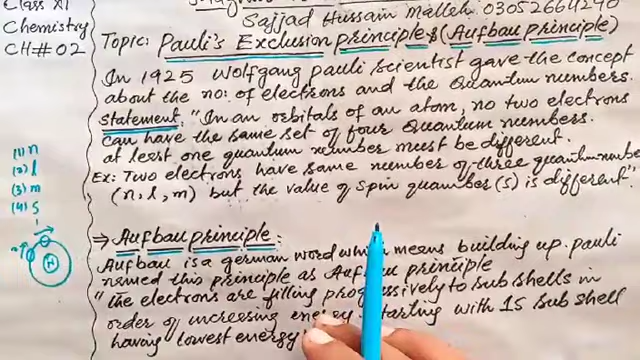 Class XI
Chemistry
CH# 02
Sajjad Hussain Malleh 03052664290
Topic: Pauli's Exclusion principle & (Aufbau principle)
In 1925 Wolfgang pauli scientist gave the concept
about the no: of electrons and the Quantum numbers.
Statement: "In an orbitals of an atom, no two electrons
can have the same set of four Quantum numbers.
at least one quantum number must be different.
Ex: Two electrons have same number of three quantum numbe
(n, l, m) but the value of spin quamber (s) is different"
(1) n
(2) l
(3) m
(4) s
N
⇒ Aufbau principle:
Aufbau is a german word which means building up. pauli
named this principle as Aufbau principle
"the electrons are filling progressively to sub shells in
order of increasing energy starting with 1S sub shell
having lowest energy